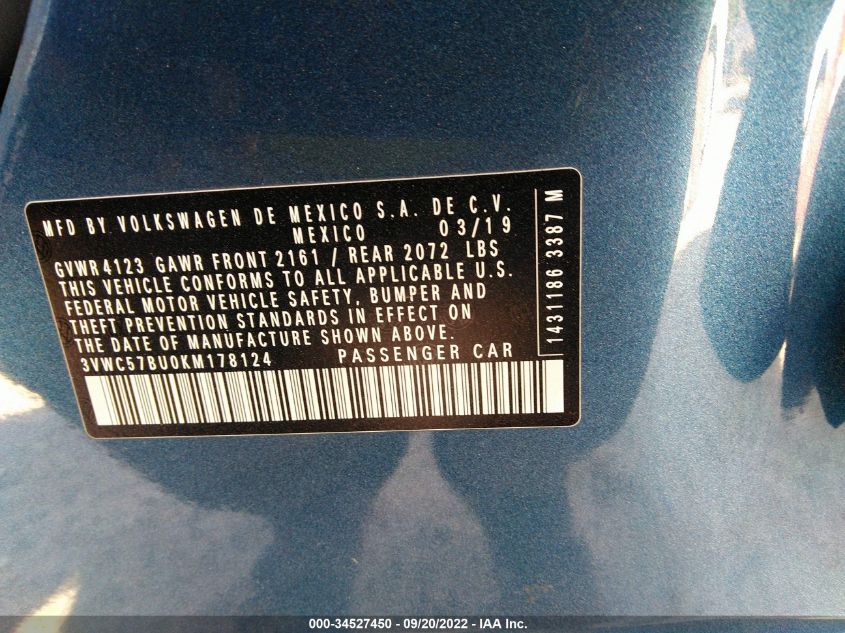 MFD BY VOLKSWAGEN DE MEXICO S.A. DE C.V.
MEXICO 03/19
GVWR 4123 GAWR FRONT 2161 / REAR 2072 LBS
THIS VEHICLE CONFORMS TO ALL APPLICABLE U.S.
FEDERAL MOTOR VEHICLE SAFETY, BUMPER AND
THEFT PREVENTION STANDARDS IN EFFECT ON
THE DATE OF MANUFACTURE SHOWN ABOVE.
3VWC57BU0KM178124 PASSENGER CAR
1431186 3387 M
000-34527450 - 09/20/2022 - IAA Inc.